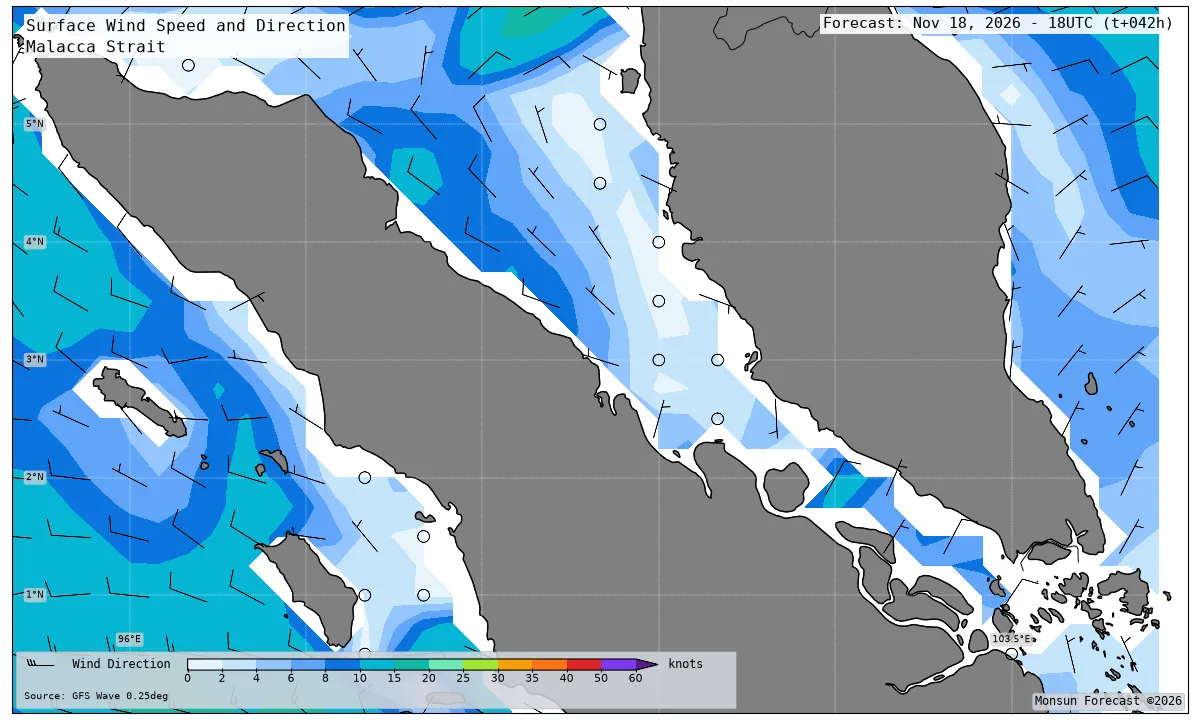 Surface Wind Speed and Direction
Malacca Strait
Forecast: Nov 18, 2026 - 18UTC (t+042h)
5°N
4°N
3°N
2°N
1°N
96°E
103.5°E
Wind Direction
knots
0 2 4 6 8 10 15 20 25 30 35 40 50 60
Source: GFS Wave 0.25deg
Monsun Forecast ©2026